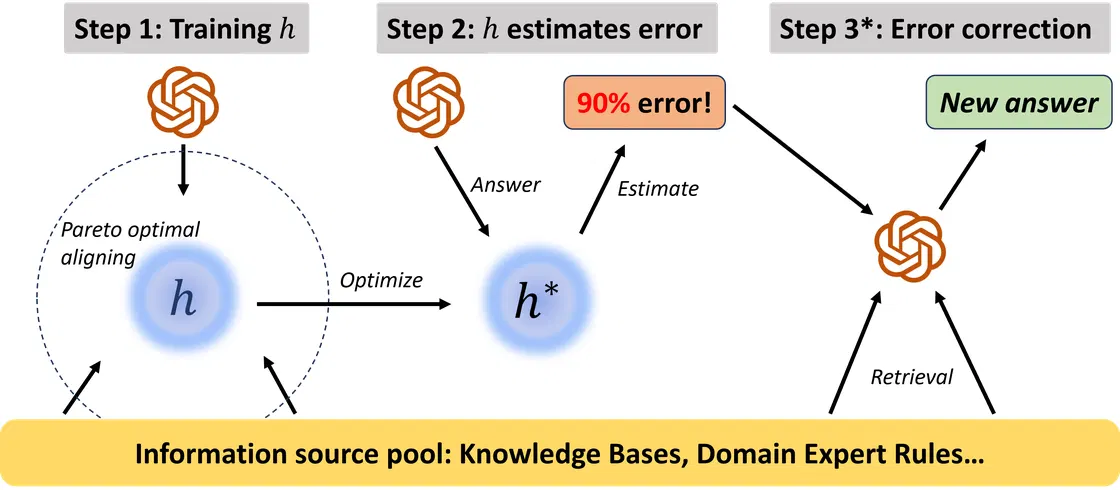 Step 1: Training h
Step 2: h estimates error
Step 3*: Error correction
90% error!
New answer
Answer
Estimate
Pareto optimal
aligning
h
Optimize
h*
Retrieval
Information source pool: Knowledge Bases, Domain Expert Rules…